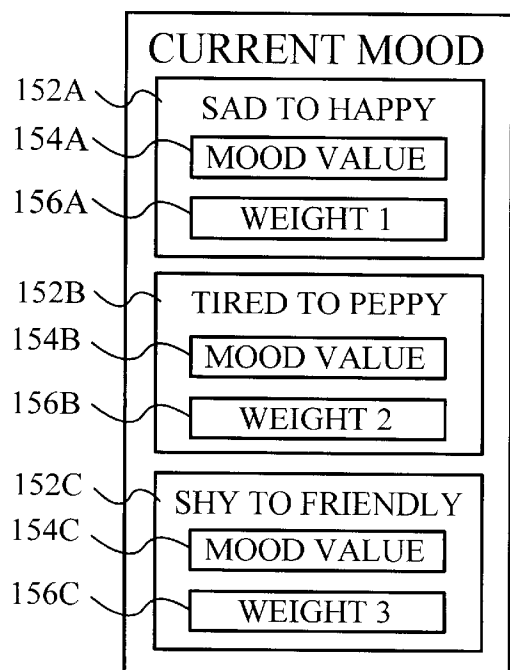 CURRENT MOOD
152A
SAD TO HAPPY
154A
MOOD VALUE
156A
WEIGHT 1
152B
TIRED TO PEPPY
154B
MOOD VALUE
156B
WEIGHT 2
152C
SHY TO FRIENDLY
154C
MOOD VALUE
156C
WEIGHT 3